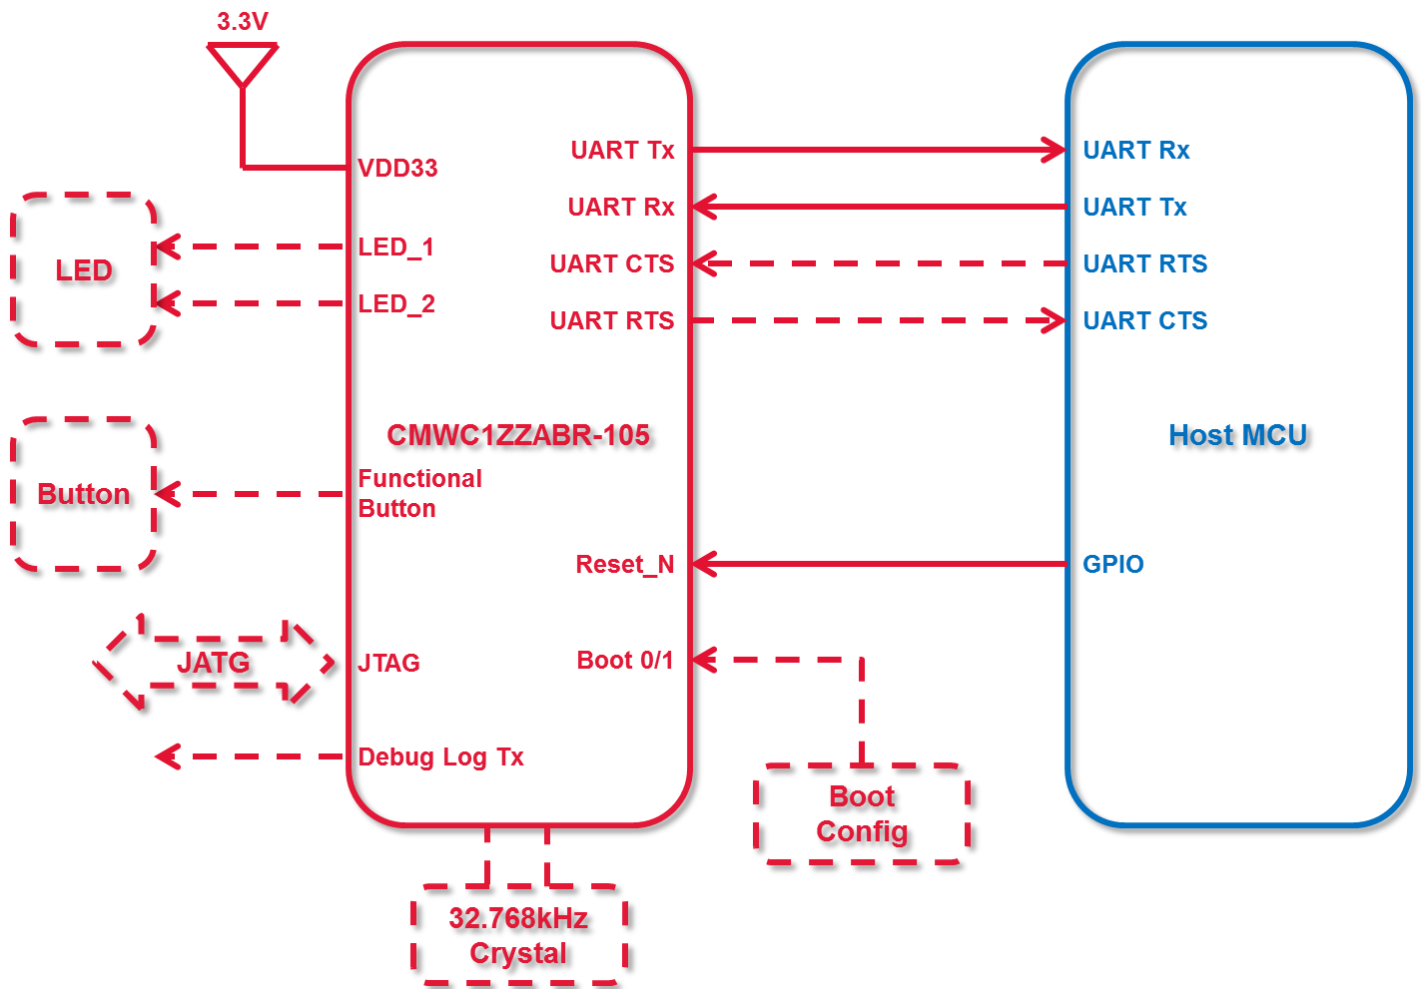 3.3V
VDD33
LED_1
LED_2
LED
Button
Functional
Button
JATG
JTAG
Debug Log Tx
UART Tx
UART Rx
UART CTS
UART RTS
CMWC1ZZABR-105
Reset_N
Boot 0/1
Boot
Config
32.768kHz
Crystal
UART Rx
UART Tx
UART RTS
UART CTS
Host MCU
GPIO